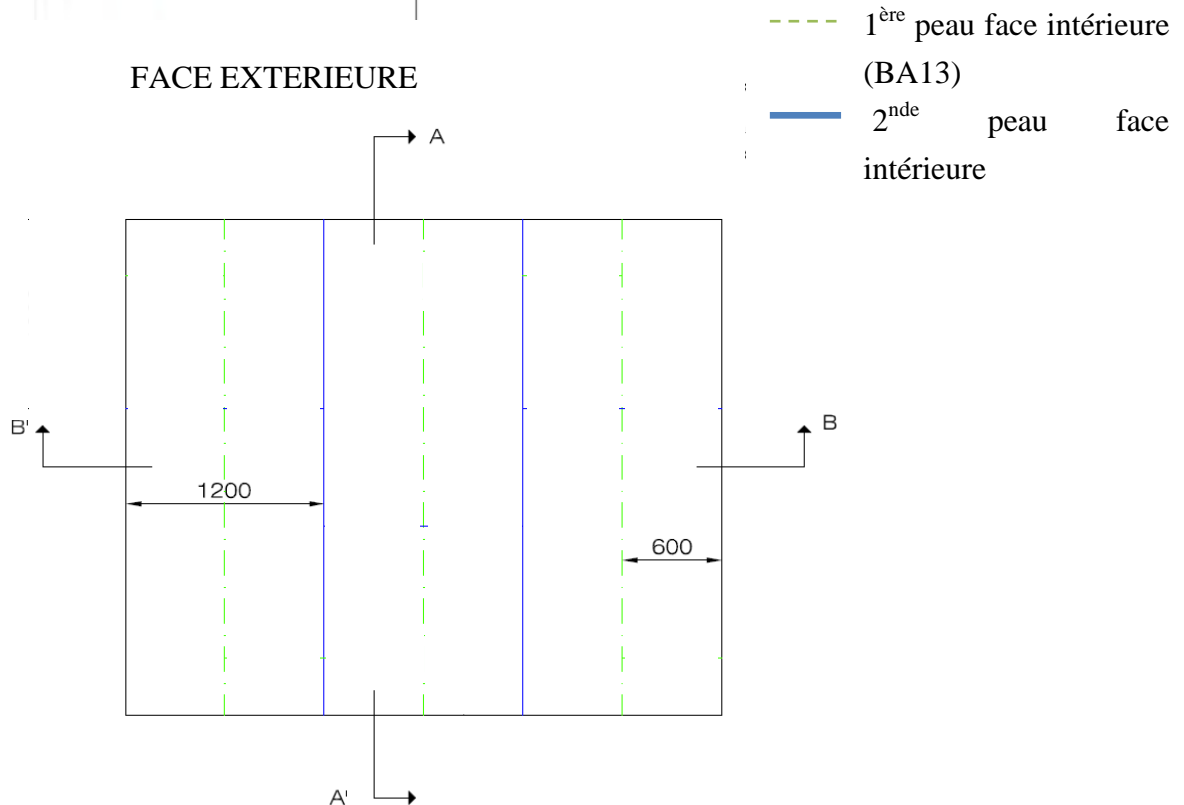 1ère peau face intérieure
(BA13)
2nde peau face
intérieure
FACE EXTERIEURE
A
B'
B
1200
600
A'